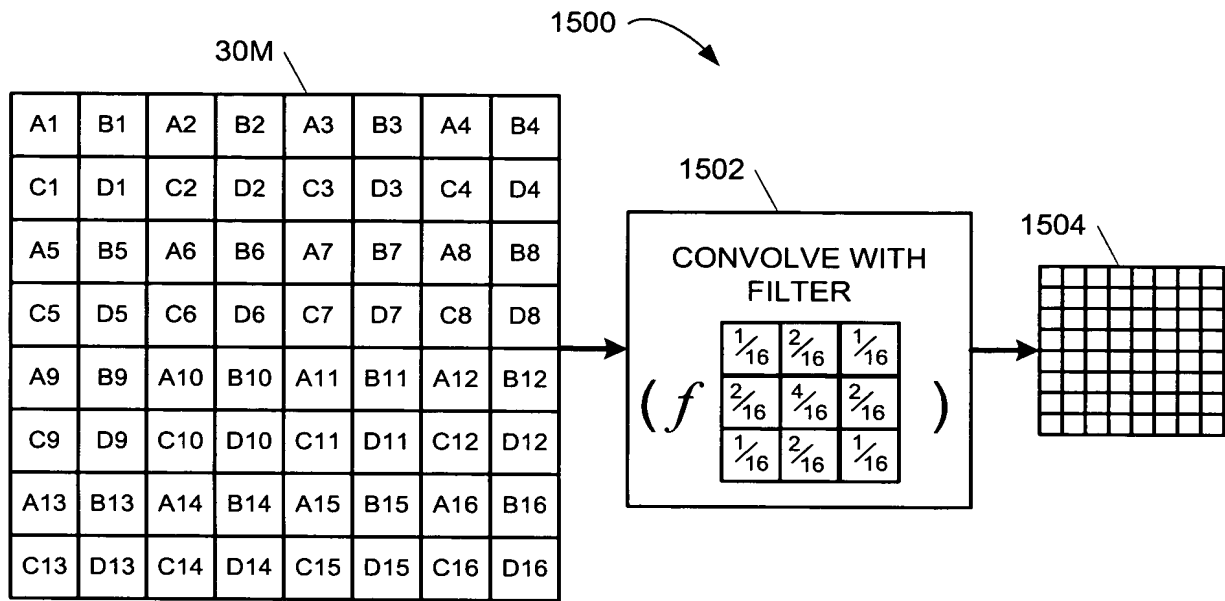 1500
30M
A1 B1 A2 B2 A3 B3 A4 B4
C1 D1 C2 D2 C3 D3 C4 D4
A5 B5 A6 B6 A7 B7 A8 B8
C5 D5 C6 D6 C7 D7 C8 D8
A9 B9 A10 B10 A11 B11 A12 B12
C9 D9 C10 D10 C11 D11 C12 D12
A13 B13 A14 B14 A15 B15 A16 B16
C13 D13 C14 D14 C15 D15 C16 D16
1502
CONVOLVE WITH
FILTER
1/16 2/16 1/16
( f 2/16 4/16 2/16 )
1/16 2/16 1/16
1504